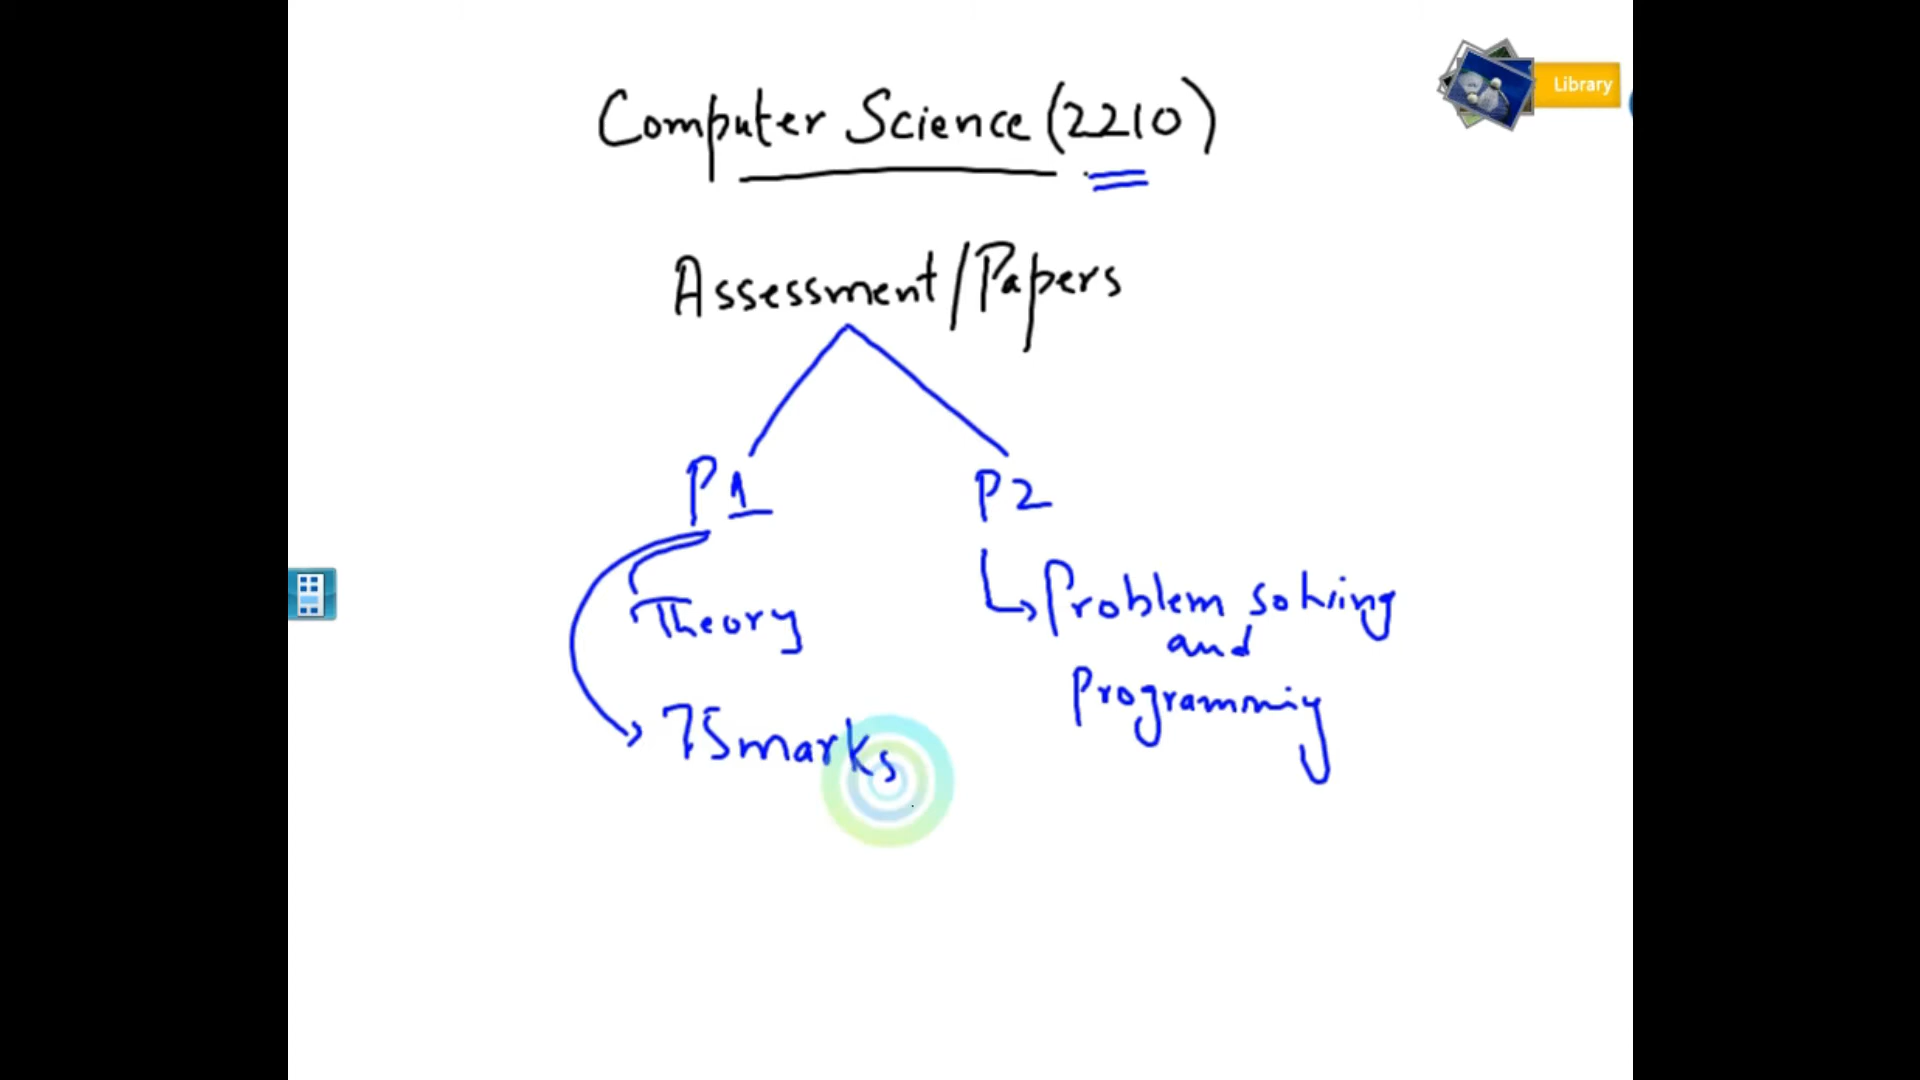 Library
Computer Science (2210)
Assessment/Papers
P1
P2
Theory
Problem solving
and
Programming
75 marks